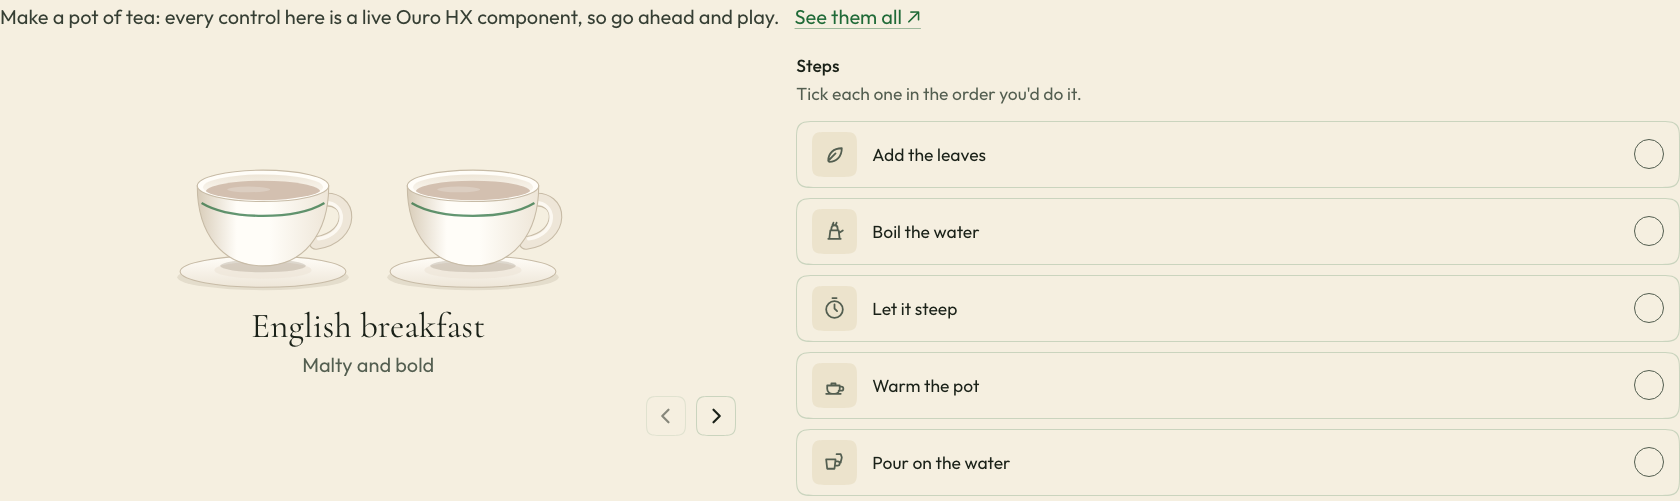 Make a pot of tea: every control here is a live Ouro HX component, so go ahead and play. See them all ↗
Steps
Tick each one in the order you'd do it.
Add the leaves
Boil the water
Let it steep
Warm the pot
Pour on the water
English breakfast
Malty and bold